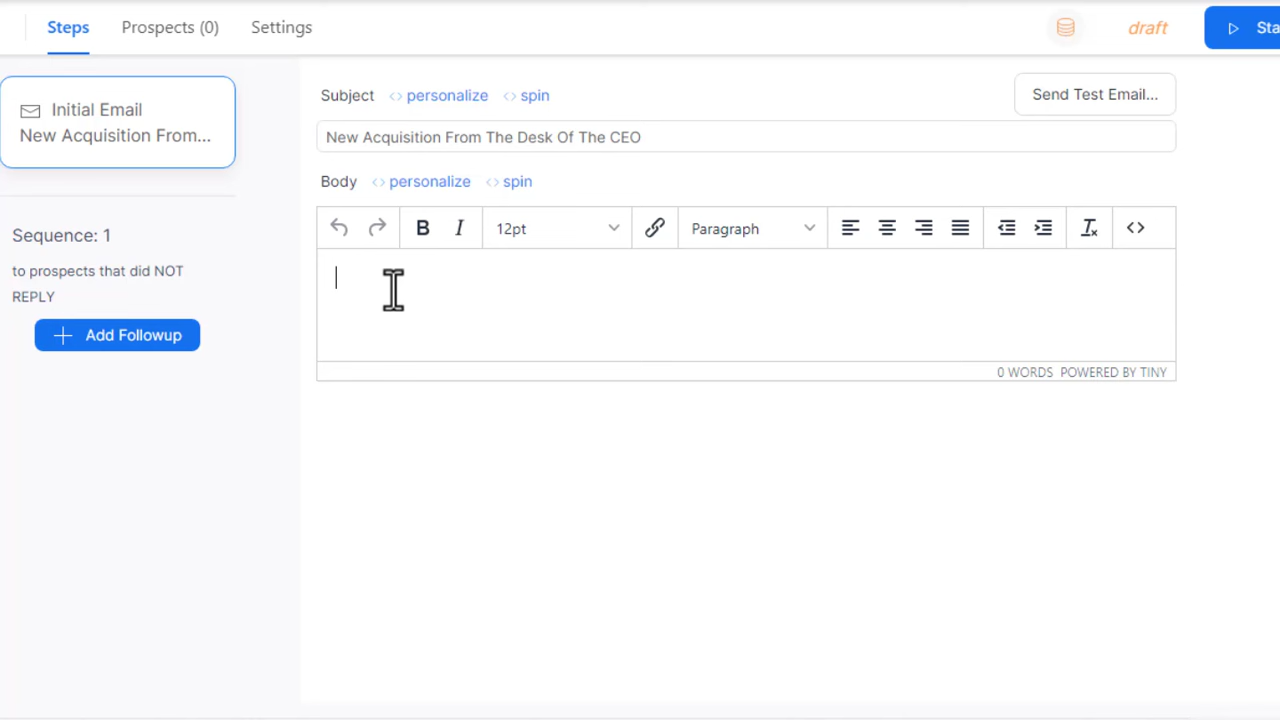 Steps Prospects (0) Settings draft Sta
Initial Email
New Acquisition From...
Sequence: 1
to prospects that did NOT
REPLY
Add Followup
Subject <> personalize <> spin Send Test Email...
New Acquisition From The Desk Of The CEO
Body <> personalize <> spin
B I 12pt Paragraph <>
0 WORDS POWERED BY TINY